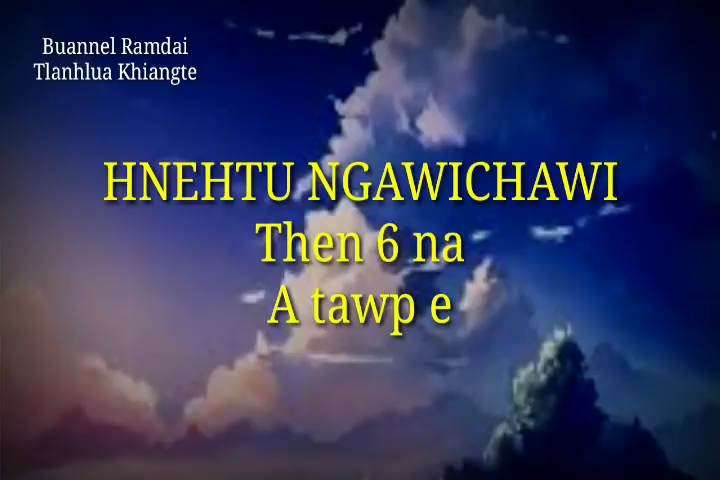 Buannel Ramdai
Tlanhlua Khiangte
HNEHTU NGAWICHAWI
Then 6 na
A tawp e